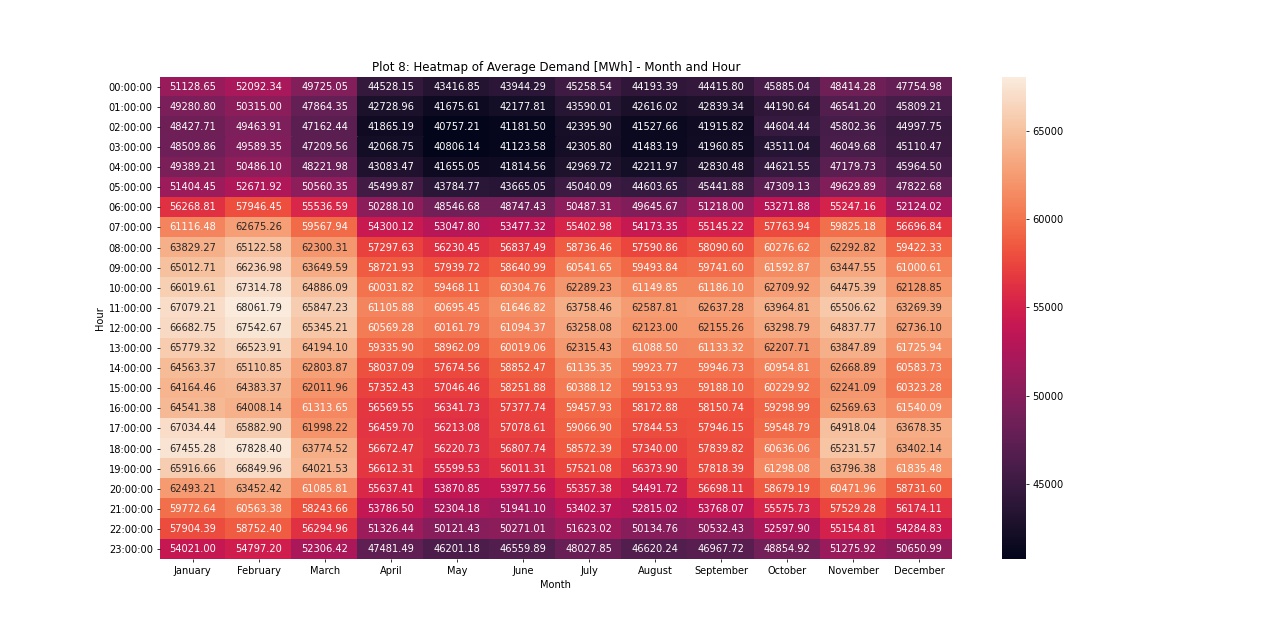 Plot 8: Heatmap of Average Demand [MWh] - Month and Hour
00:00:00 51128.65 52092.34 49725.05 44528.15 43416.85 43944.29 45258.54 44193.39 44415.80 45885.04 48414.28 47754.98
01:00:00 49280.80 50315.00 47864.35 42728.96 41675.61 42177.81 43590.01 42616.02 42839.34 44190.64 46541.20 45809.21
02:00:00 48427.71 49463.91 47162.44 41865.19 40757.21 41181.50 42395.90 41527.66 41915.82 44604.44 45802.36 44997.75
03:00:00 48509.86 49589.35 47209.56 42068.75 40806.14 41123.58 42305.80 41483.19 41960.85 43511.04 46049.68 45110.47
04:00:00 49389.21 50486.10 48221.98 43083.47 41655.05 41814.56 42969.72 42211.97 42830.48 44621.55 47179.73 45964.50
05:00:00 51404.45 52671.92 50560.35 45499.87 43784.77 43665.05 45040.09 44603.65 45441.88 47309.13 49629.89 47822.68
06:00:00 56268.81 57946.45 55536.59 50288.10 48546.68 48747.43 50487.31 49645.67 51218.00 53271.88 55247.16 52124.02
07:00:00 61116.48 62675.26 59567.94 54300.12 53047.80 53477.32 55402.98 54173.35 55145.22 57763.94 59825.18 56696.84
08:00:00 63829.27 65122.58 62300.31 57297.63 56230.45 56837.49 58736.46 57590.86 58090.60 60276.62 62292.82 59422.33
65000
09:00:00 65012.71 66236.98 63649.59 58721.93 57939.72 58640.99 60541.65 59493.84 59741.60 61592.87 63447.55 61000.61
60000
10:00:00 66019.61 67314.78 64886.09 60031.82 59468.11 60304.76 62289.23 61149.85 61186.10 62709.92 64475.39 62128.85
11:00:00 67079.21 68061.79 65847.23 61105.88 60695.45 61646.82 63758.46 62587.81 62637.28 63964.81 65506.62 63269.39
55000
Hour
12:00:00 66682.75 67542.67 65345.21 60569.28 60161.79 61094.37 63258.08 62123.00 62155.26 63298.79 64837.77 62736.10
13:00:00 65779.32 66523.91 64194.10 59335.90 58962.09 60019.06 62315.43 61088.50 61133.32 62207.71 63847.89 61725.94
14:00:00 64563.37 65110.85 62803.87 58037.09 57674.56 58852.47 61135.35 59923.77 59946.73 60954.81 62668.89 60583.73
15:00:00 64164.46 64383.37 62011.96 57352.43 57046.46 58251.88 60388.12 59153.93 59188.10 60229.92 62241.09 60323.28
50000
16:00:00 64541.38 64008.14 61313.65 56569.55 56341.73 57377.74 59457.93 58172.88 58150.74 59298.99 62569.63 61540.09
17:00:00 67034.44 65882.90 61998.22 56459.70 56213.08 57078.61 59066.90 57844.53 57946.15 59548.79 64918.04 63678.35
18:00:00 67455.28 67828.40 63774.52 56672.47 56220.73 56807.74 58572.39 57340.00 57839.82 60636.06 65231.57 63402.14
19:00:00 65916.66 66849.96 64021.53 56612.31 55599.53 56011.31 57521.08 56373.90 57818.39 61298.08 63796.38 61835.48
45000
20:00:00 62493.21 63452.42 61085.81 55637.41 53870.85 53977.56 55357.38 54491.72 56698.11 58679.19 60471.96 58731.60
21:00:00 59772.64 60563.38 58243.66 53786.50 52304.18 51941.10 53402.37 52815.02 53768.07 55575.73 57529.28 56174.11
22:00:00 57904.39 58752.40 56294.96 51326.44 50121.43 50271.01 51623.02 50134.76 50532.43 52597.90 55154.81 54284.83
23:00:00 54021.00 54797.20 52306.42 47481.49 46201.18 46559.89 48027.85 46620.24 46967.72 48854.92 51275.92 50650.99
January February March April May June July August September October November December
Month